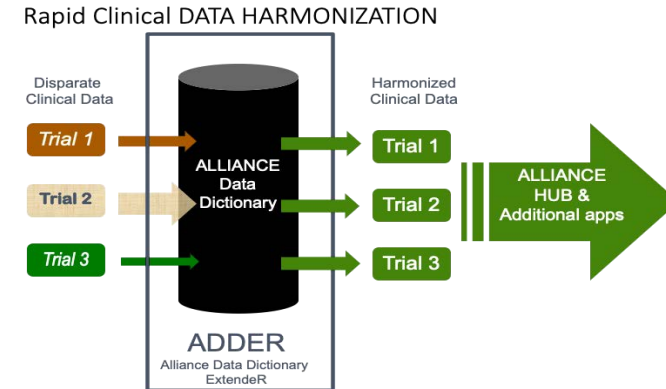 Rapid Clinical DATA HARMONIZATION
Disparate
Clinical Data
Trial 1
Trial 2
Trial 3
ALLIANCE
Data
Dictionary
ADDER
Alliance Data Dictionary
ExtendeR
Harmonized
Clinical Data
Trial 1
Trial 2
Trial 3
ALLIANCE
HUB &
Additional apps